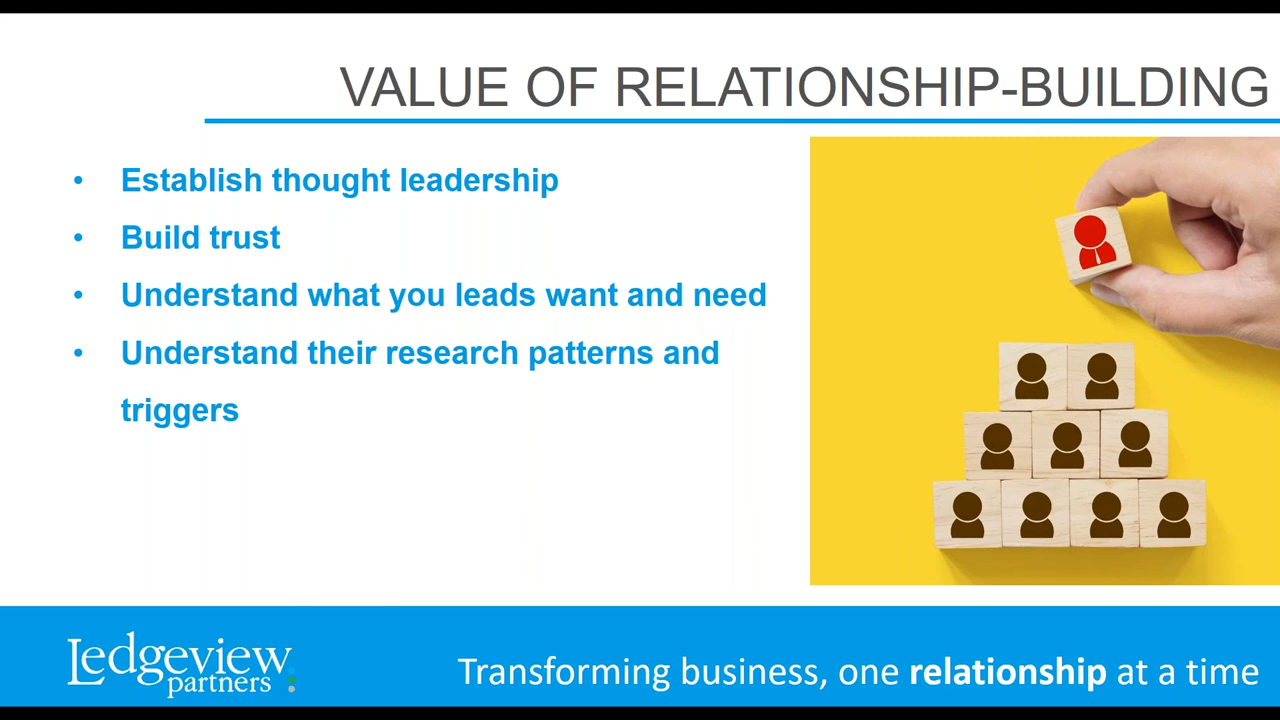 VALUE OF RELATIONSHIP-BUILDING
• Establish thought leadership
• Build trust
• Understand what you leads want and need
• Understand their research patterns and
triggers
Ledgeview
partners
Transforming business, one relationship at a time